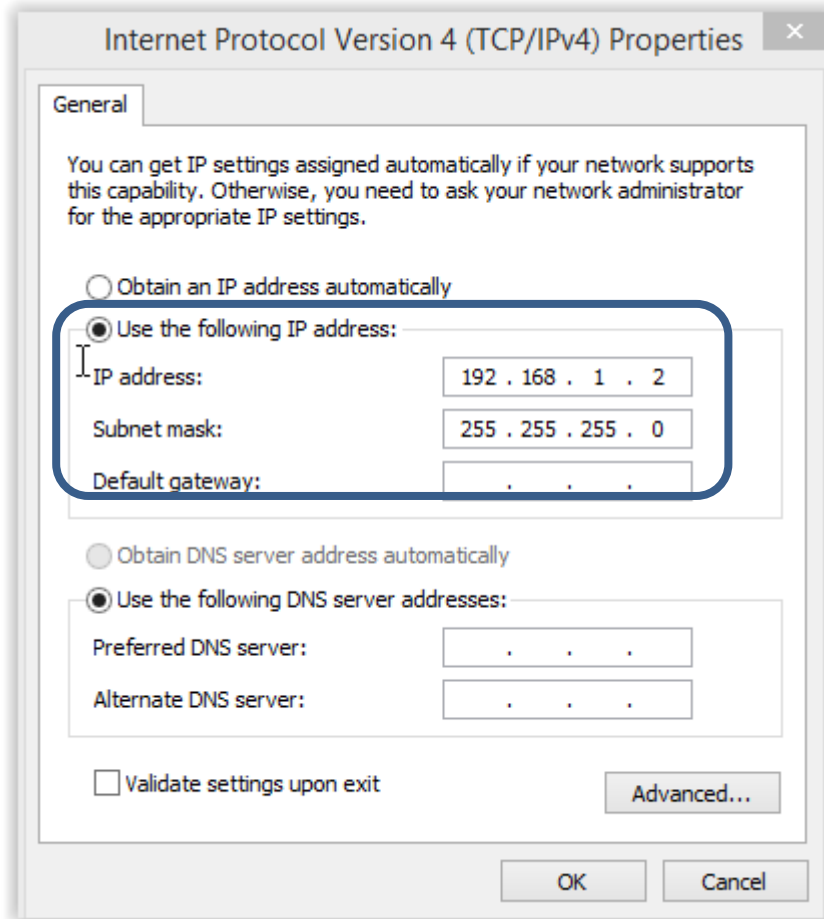 Internet Protocol Version 4 (TCP/IPv4) Properties
General
You can get IP settings assigned automatically if your network supports
this capability. Otherwise, you need to ask your network administrator
for the appropriate IP settings.
Obtain an IP address automatically
Use the following IP address:
IP address: 192 . 168 . 1 . 2
Subnet mask: 255 . 255 . 255 . 0
Default gateway: . . .
Obtain DNS server address automatically
Use the following DNS server addresses:
Preferred DNS server: . . .
Alternate DNS server: . . .
Validate settings upon exit
Advanced...
OK Cancel